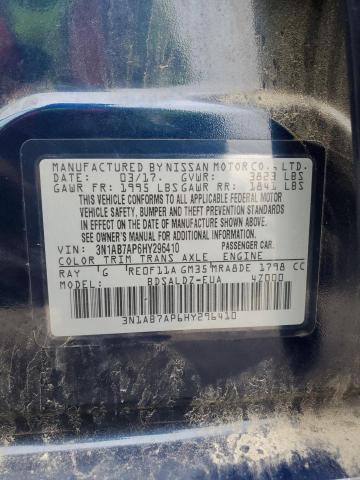 MANUFACTURED BY NISSAN MOTOR CO., LTD.
DATE: 03/17. GVWR: 3823 LBS
GAWR FR: 1995 LBS GAWR RR: 1841 LBS
THIS VEHICLE CONFORMS TO ALL APPLICABLE FEDERAL MOTOR
VEHICLE SAFETY, BUMPER AND THEFT PREVENTION STANDARDS
IN EFFECT ON THE DATE OF MANUFACTURE SHOWN ABOVE.
SEE OWNER'S MANUAL FOR ADDITIONAL INFORMATION.
VIN: 3N1AB7AP6HY296410 PASSENGER CAR.
COLOR TRIM TRANS AXLE ENGINE
RAY G RE0F11A GM35 MRA8DE 1798 CC
MODEL: BDSALDZ-EUA 4Z000
3N1AB7AP6HY296410